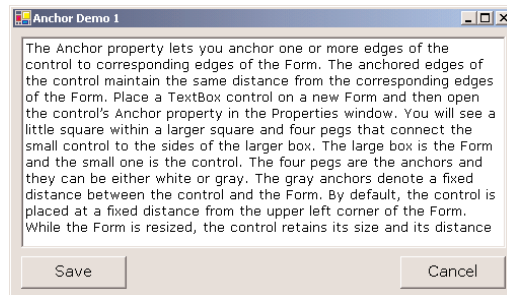 Anchor Demo 1
The Anchor property lets you anchor one or more edges of the
control to corresponding edges of the Form. The anchored edges of
the control maintain the same distance from the corresponding edges
of the Form. Place a TextBox control on a new Form and then open
the control's Anchor property in the Properties window. You will see a
little square within a larger square and four pegs that connect the
small control to the sides of the larger box. The large box is the Form
and the small one is the control. The four pegs are the anchors and
they can be either white or gray. The gray anchors denote a fixed
distance between the control and the Form. By default, the control is
placed at a fixed distance from the upper left corner of the Form.
While the Form is resized, the control retains its size and its distance
Save
Cancel